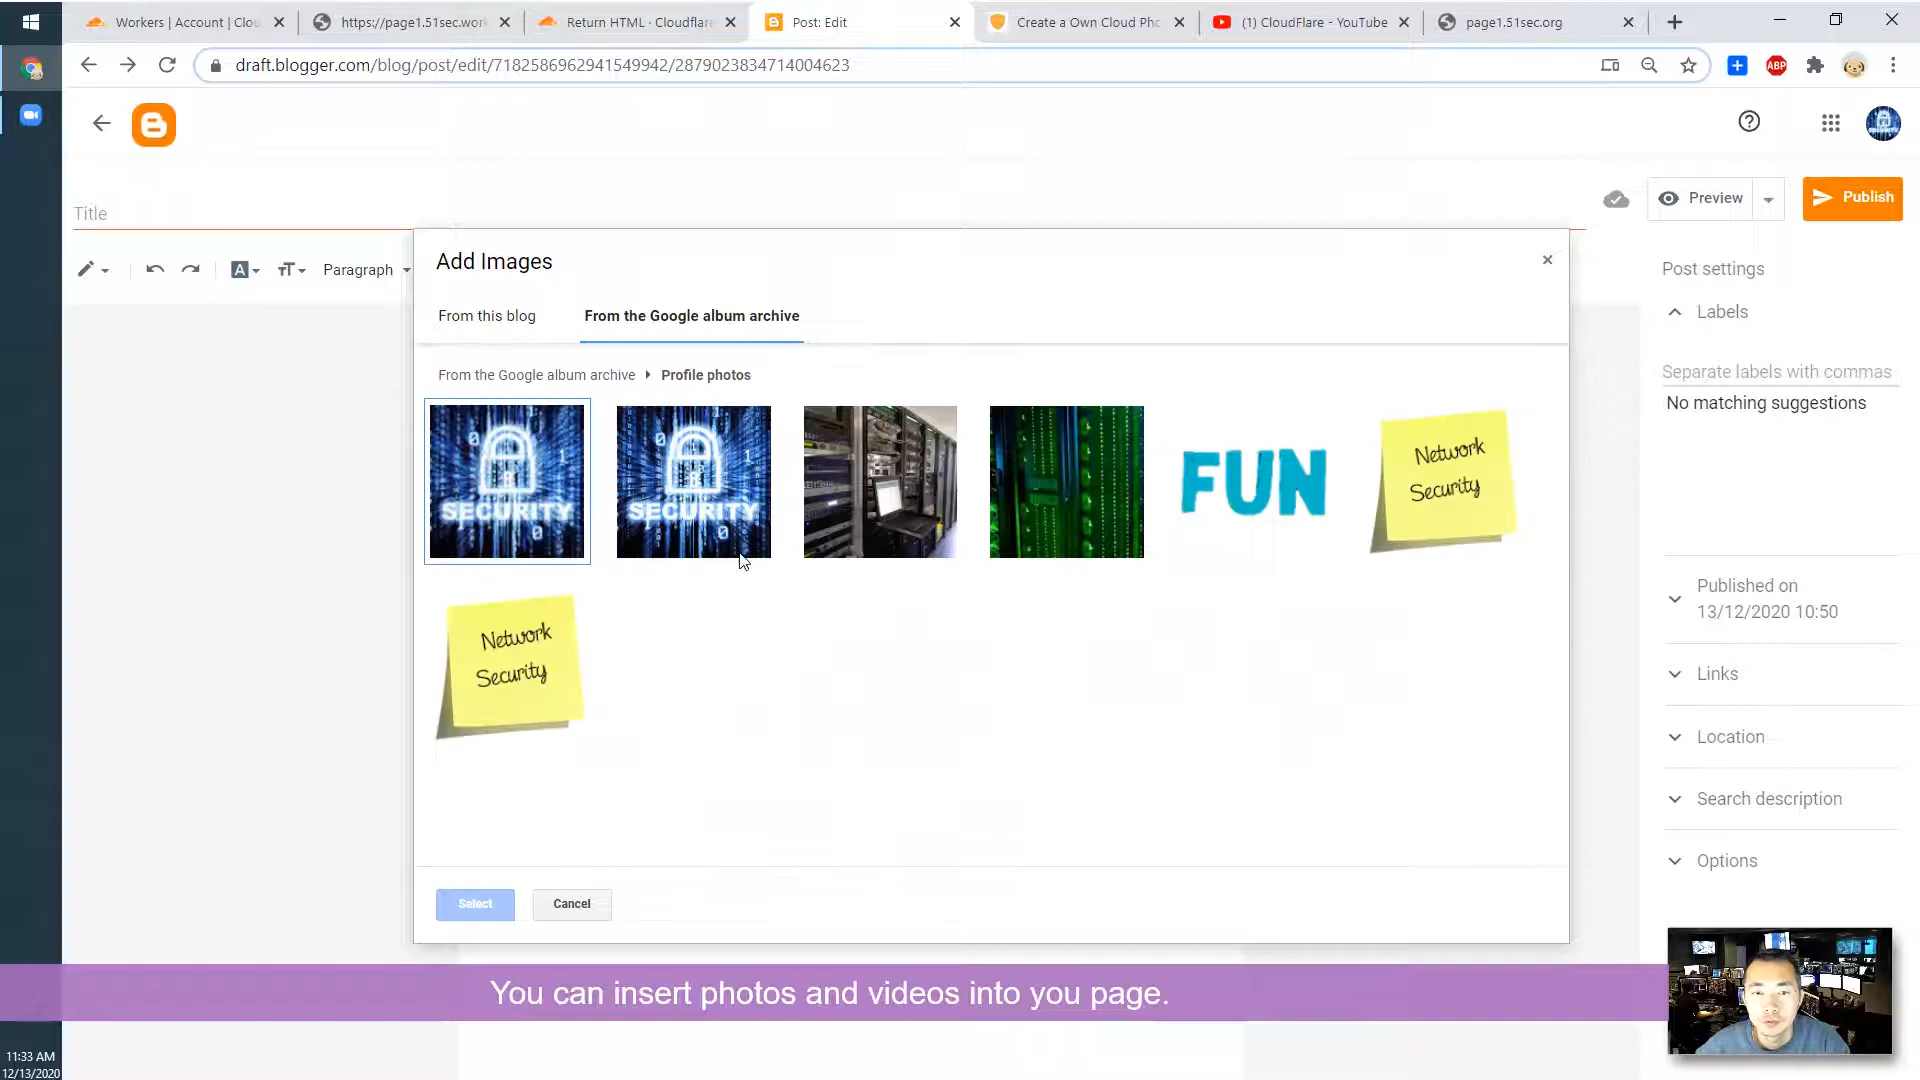 Workers | Account | Clou
https://page1.51sec.work
Return HTML · Cloudflare
Post: Edit
Create a Own Cloud Pho
(1) CloudFlare - YouTube
page1.51sec.org
draft.blogger.com/blog/post/edit/7182586962941549942/2879023834714004623
ABP
Title
Preview
Publish
Paragraph
Add Images
From this blog
From the Google album archive
From the Google album archive
Profile photos
SECURITY
SECURITY
FUN
Network
Security
Network
Security
Select
Cancel
Post settings
Labels
Separate labels with commas
No matching suggestions
Published on
13/12/2020 10:50
Links
Location
Search description
Options
You can insert photos and videos into you page.
11:33 AM
12/13/2020